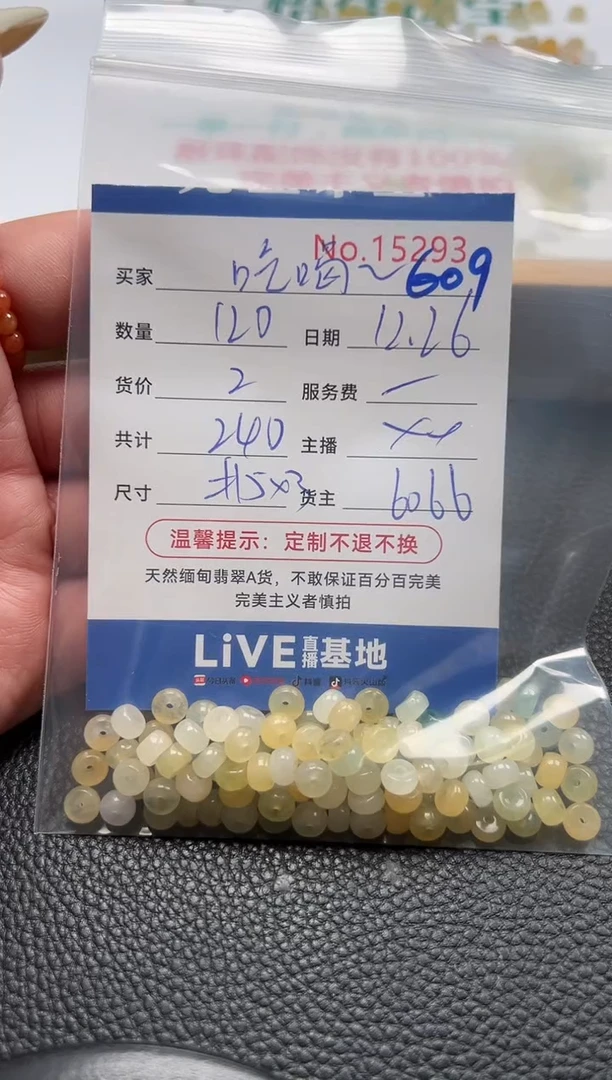 No.15293
买家 吃喝～609
数量 120 日期 12.26
货价 2 服务费 一
共计 240 主播 xx
尺寸 5x3 货主 6066
温馨提示：定制不退不换
天然缅甸翡翠A货，不敢保证百分百完美
完美主义者慎拍
LiVE直播基地